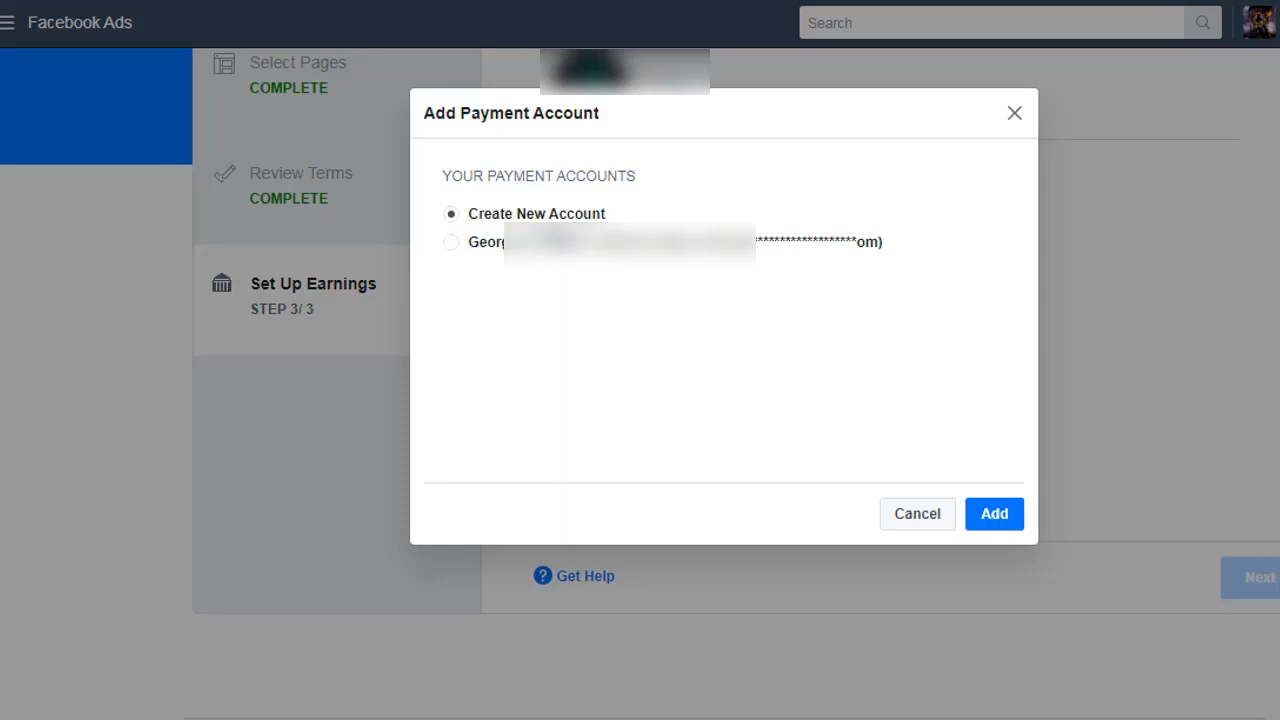 Facebook Ads
Search
Select Pages
COMPLETE
Add Payment Account
YOUR PAYMENT ACCOUNTS
Review Terms
COMPLETE
Create New Account
*******************om)
Set Up Earnings
STEP 3/ 3
Cancel
Add
Get Help
Next